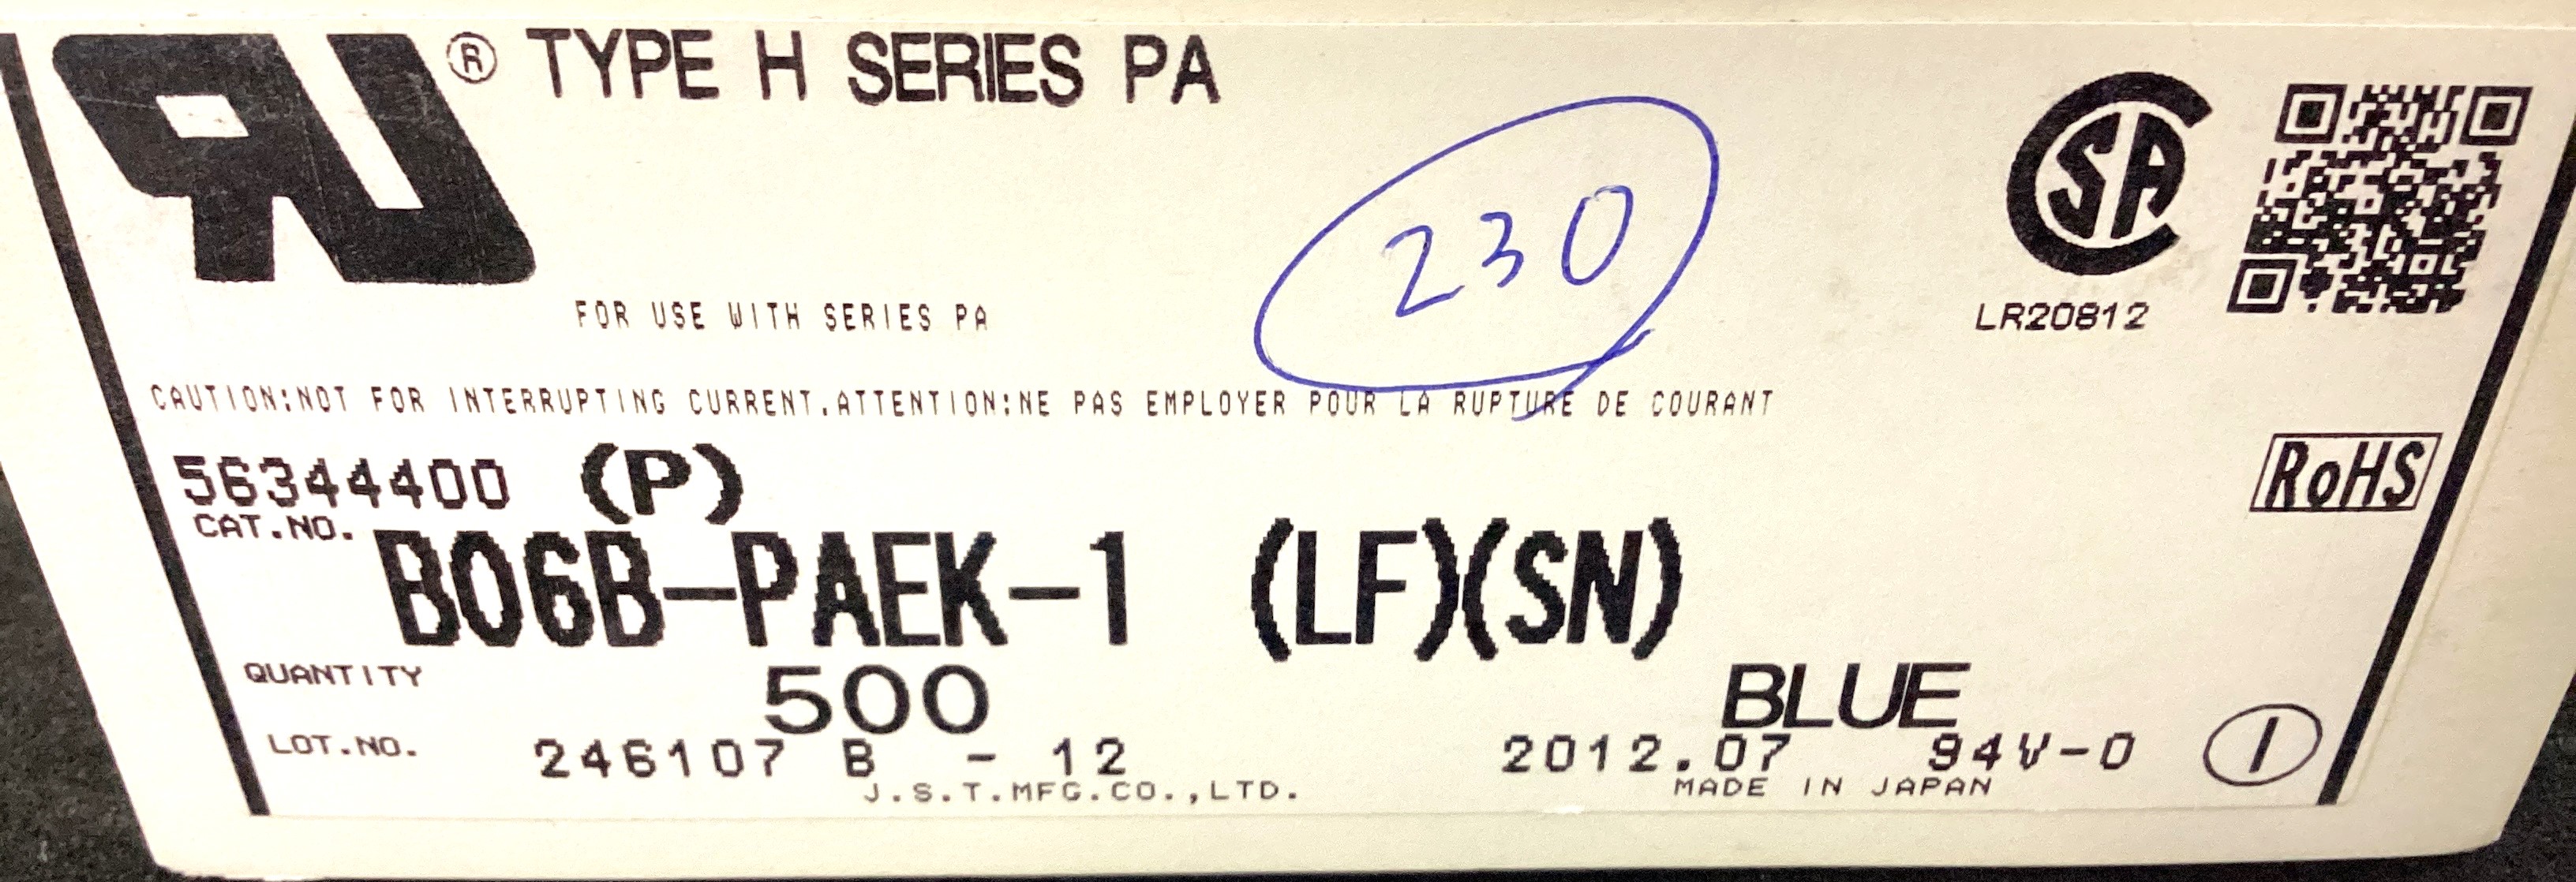 ® TYPE H SERIES PA
230
CSA
LR20812
FOR USE WITH SERIES PA
CAUTION:NOT FOR INTERRUPTING CURRENT.ATTENTION:NE PAS EMPLOYER POUR LA RUPTURE DE COURANT
56344400 (P)
RoHS
CAT.NO.
B06B-PAEK-1 (LF)(SN)
QUANTITY 500 BLUE
LOT.NO. 246107 B - 12 2012.07 94V-0 1
J.S.T.MFG.CO.,LTD. MADE IN JAPAN